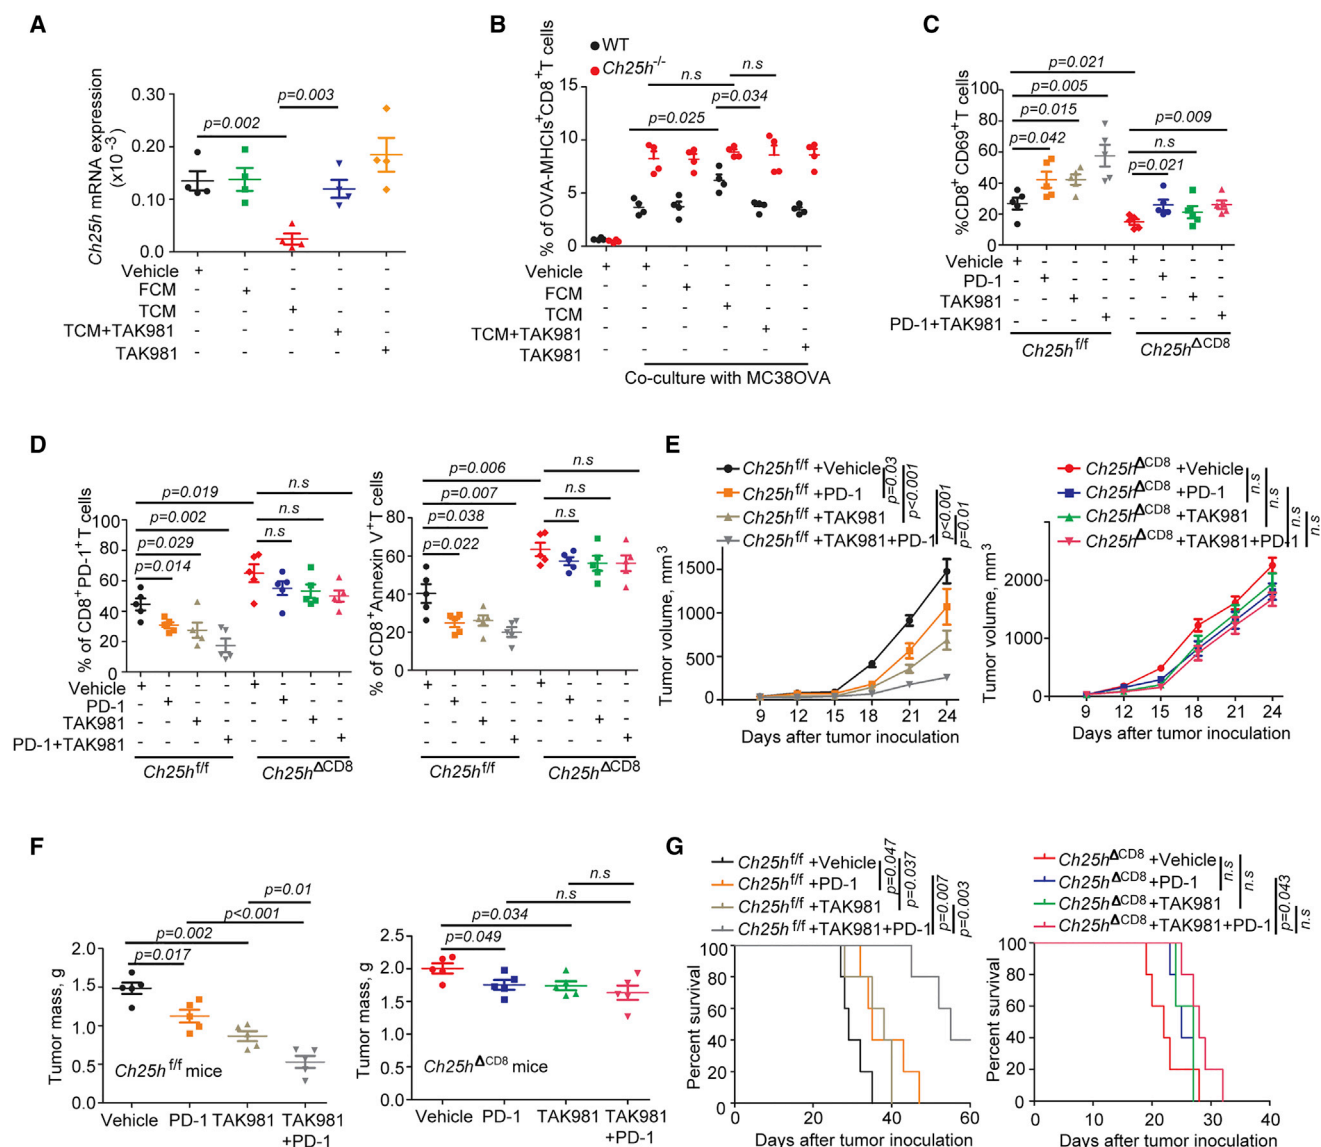 A
Ch25h mRNA expression
(x10 −3)
0.30
0.20
0.10
0.0
p=0.002
p=0.003
Vehicle + - - - -
FCM - + - - -
TCM - - + - -
TCM+TAK981 - - - + -
TAK981 - - - - +
B
WT
Ch25h-/-
% of OVA-MHCIs+CD8+T cells
15
10
5
0
n.s
n.s
p=0.034
p=0.025
Vehicle + + - - - -
FCM - - + - - -
TCM - - - + - -
TCM+TAK981 - - - - + -
TAK981 - - - - - +
Co-culture with MC38OVA
C
%CD8+ CD69+T cells
100
80
60
40
20
0
p=0.021
p=0.005
p=0.015
p=0.042
p=0.009
n.s
p=0.021
Vehicle + - - - + - - -
PD-1 - + - - - + - -
TAK981 - - + - - - + -
PD-1+TAK981 - - - + - - - +
Ch25h f/f
Ch25h ΔCD8
D
% of CD8+PD-1+T cells
100
80
60
40
20
0
p=0.019
p=0.002
p=0.029
p=0.014
n.s
n.s
n.s
Vehicle + - - - + - - -
PD-1 - + - - - + - -
TAK981 - - + - - - + -
PD-1+TAK981 - - - + - - - +
Ch25h f/f
Ch25h ΔCD8
% of CD8+Annexin V+T cells
80
60
40
20
0
p=0.006
p=0.007
p=0.038
p=0.022
n.s
n.s
n.s
+ - - - + - - -
- + - - - + - -
- - + - - - + -
- - - + - - - +
Ch25h f/f
Ch25h ΔCD8
E
Ch25h f/f +Vehicle
Ch25h f/f +PD-1
Ch25h f/f +TAK981
Ch25h f/f +TAK981+PD-1
p=0.03
p<0.001
p<0.001
p=0.01
Tumor volume, mm3
1500
1000
500
0
9 12 15 18 21 24
Days after tumor inoculation
Ch25h ΔCD8 +Vehicle
Ch25h ΔCD8 +PD-1
Ch25h ΔCD8 +TAK981
Ch25h ΔCD8 +TAK981+PD-1
n.s
n.s
n.s
n.s
Tumor volume, mm3
2000
1000
0
9 12 15 18 21 24
Days after tumor inoculation
F
Tumor mass, g
2.0
1.5
1.0
0.5
0.0
p=0.01
p<0.001
p=0.002
p=0.017
Ch25h f/f mice
Vehicle PD-1 TAK981 TAK981
+PD-1
Tumor mass, g
2.5
2.0
1.5
1.0
0.5
0.0
n.s
n.s
p=0.034
p=0.049
Ch25h ΔCD8 mice
Vehicle PD-1 TAK981 TAK981
+PD-1
G
Ch25h f/f +Vehicle
Ch25h f/f +PD-1
Ch25h f/f +TAK981
Ch25h f/f +TAK981+PD-1
p=0.047
p=0.037
p=0.007
p=0.003
Percent survival
100
80
60
40
20
0
0 20 40 60
Days after tumor inoculation
Ch25h ΔCD8 +Vehicle
Ch25h ΔCD8 +PD-1
Ch25h ΔCD8 +TAK981
Ch25h ΔCD8 +TAK981+PD-1
n.s
n.s
p=0.043
n.s
Percent survival
100
80
60
40
20
0
0 10 20 30 40
Days after tumor inoculation